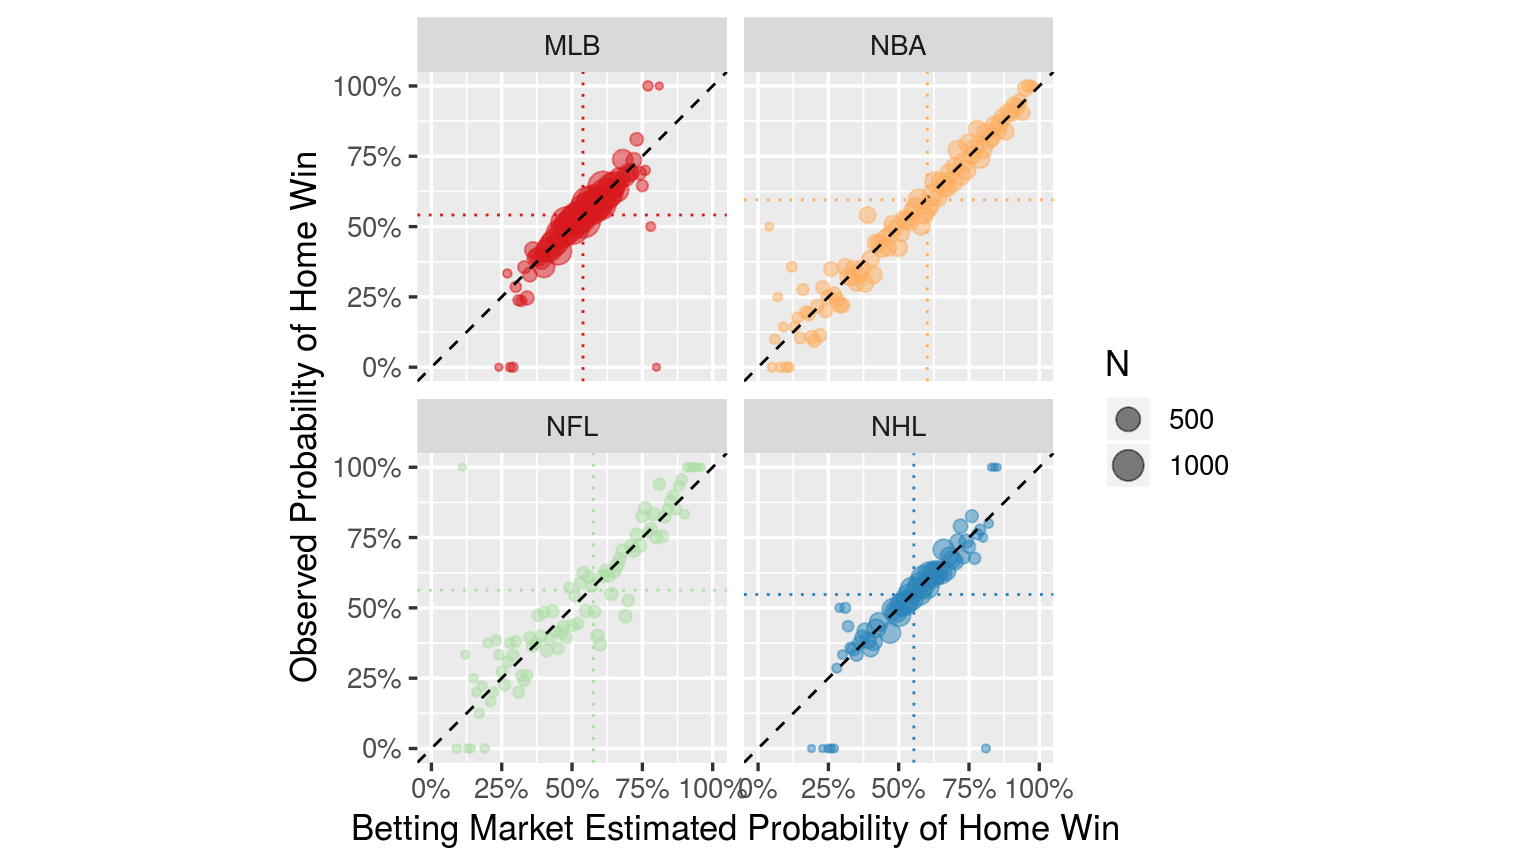 MLB
NBA
100%
75%
50%
25%
0%
NFL
NHL
100%
75%
50%
25%
0%
0% 25% 50% 75% 100%
0% 25% 50% 75% 100%
Betting Market Estimated Probability of Home Win
Observed Probability of Home Win
N
500
1000